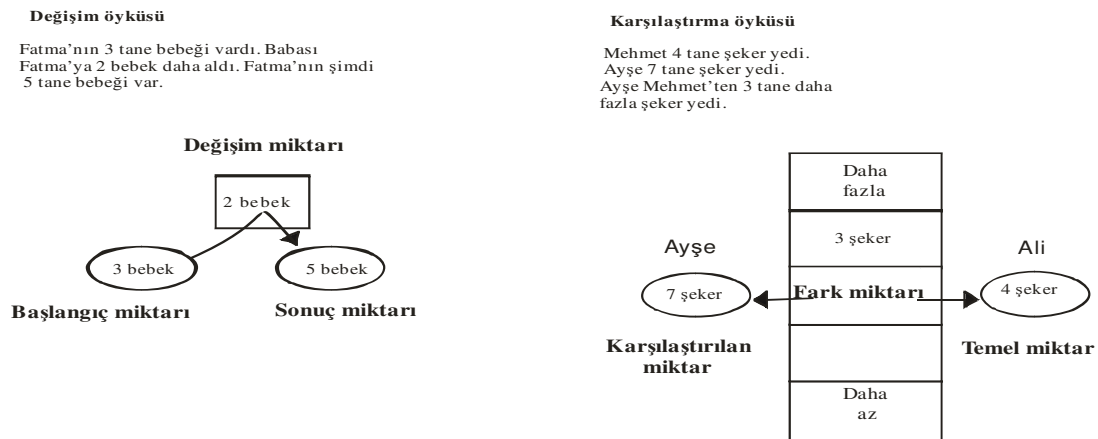 Değişim öyküsü
Fatma’nın 3 tane bebeği vardı. Babası
Fatma’ya 2 bebek daha aldı. Fatma’nın şimdi
5 tane bebeği var.
Değişim miktarı
2 bebek
3 bebek
5 bebek
Başlangıç miktarı
Sonuç miktarı
Karşılaştırma öyküsü
Mehmet 4 tane şeker yedi.
Ayşe 7 tane şeker yedi.
Ayşe Mehmet’ten 3 tane daha
fazla şeker yedi.
Daha
fazla
3 şeker
Ayşe
Ali
7 şeker
Fark miktarı
4 şeker
Karşılaştırılan
miktar
Temel miktar
Daha
az